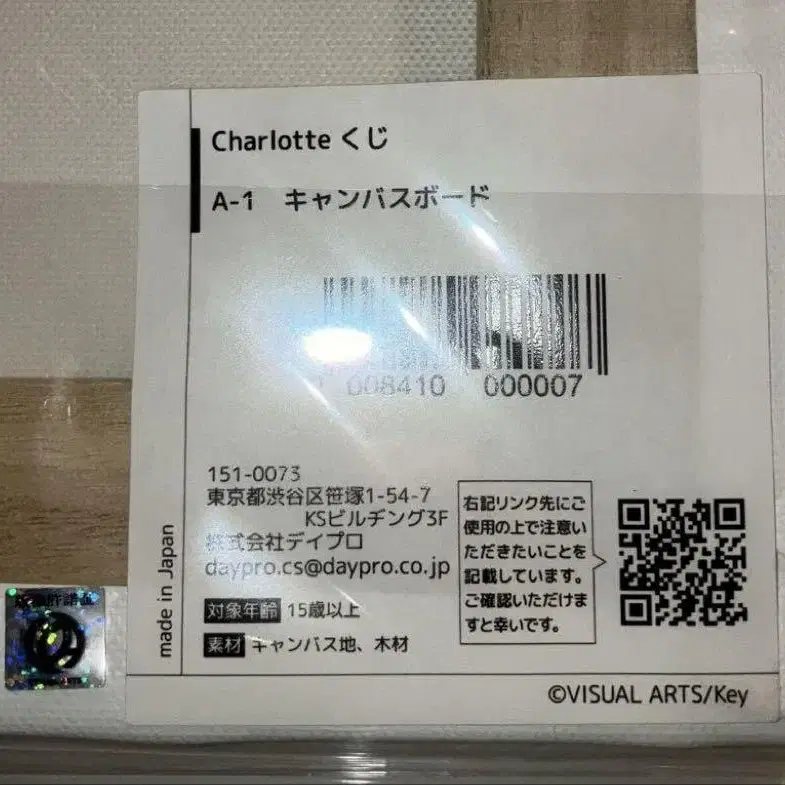 Charlotte くじ
A-1 キャンバスボード
008410 000007
151-0073
東京都渋谷区笹塚1-54-7
KSビルヂング3F
株式会社デイプロ
daypro.cs@daypro.co.jp
対象年齢 15歳以上
素材 キャンバス地、木材
右記リンク先にご
使用の上で注意い
ただきたいことを
記載しています。
ご確認いただけま
すと幸いです。
made in Japan
©VISUAL ARTS/Key